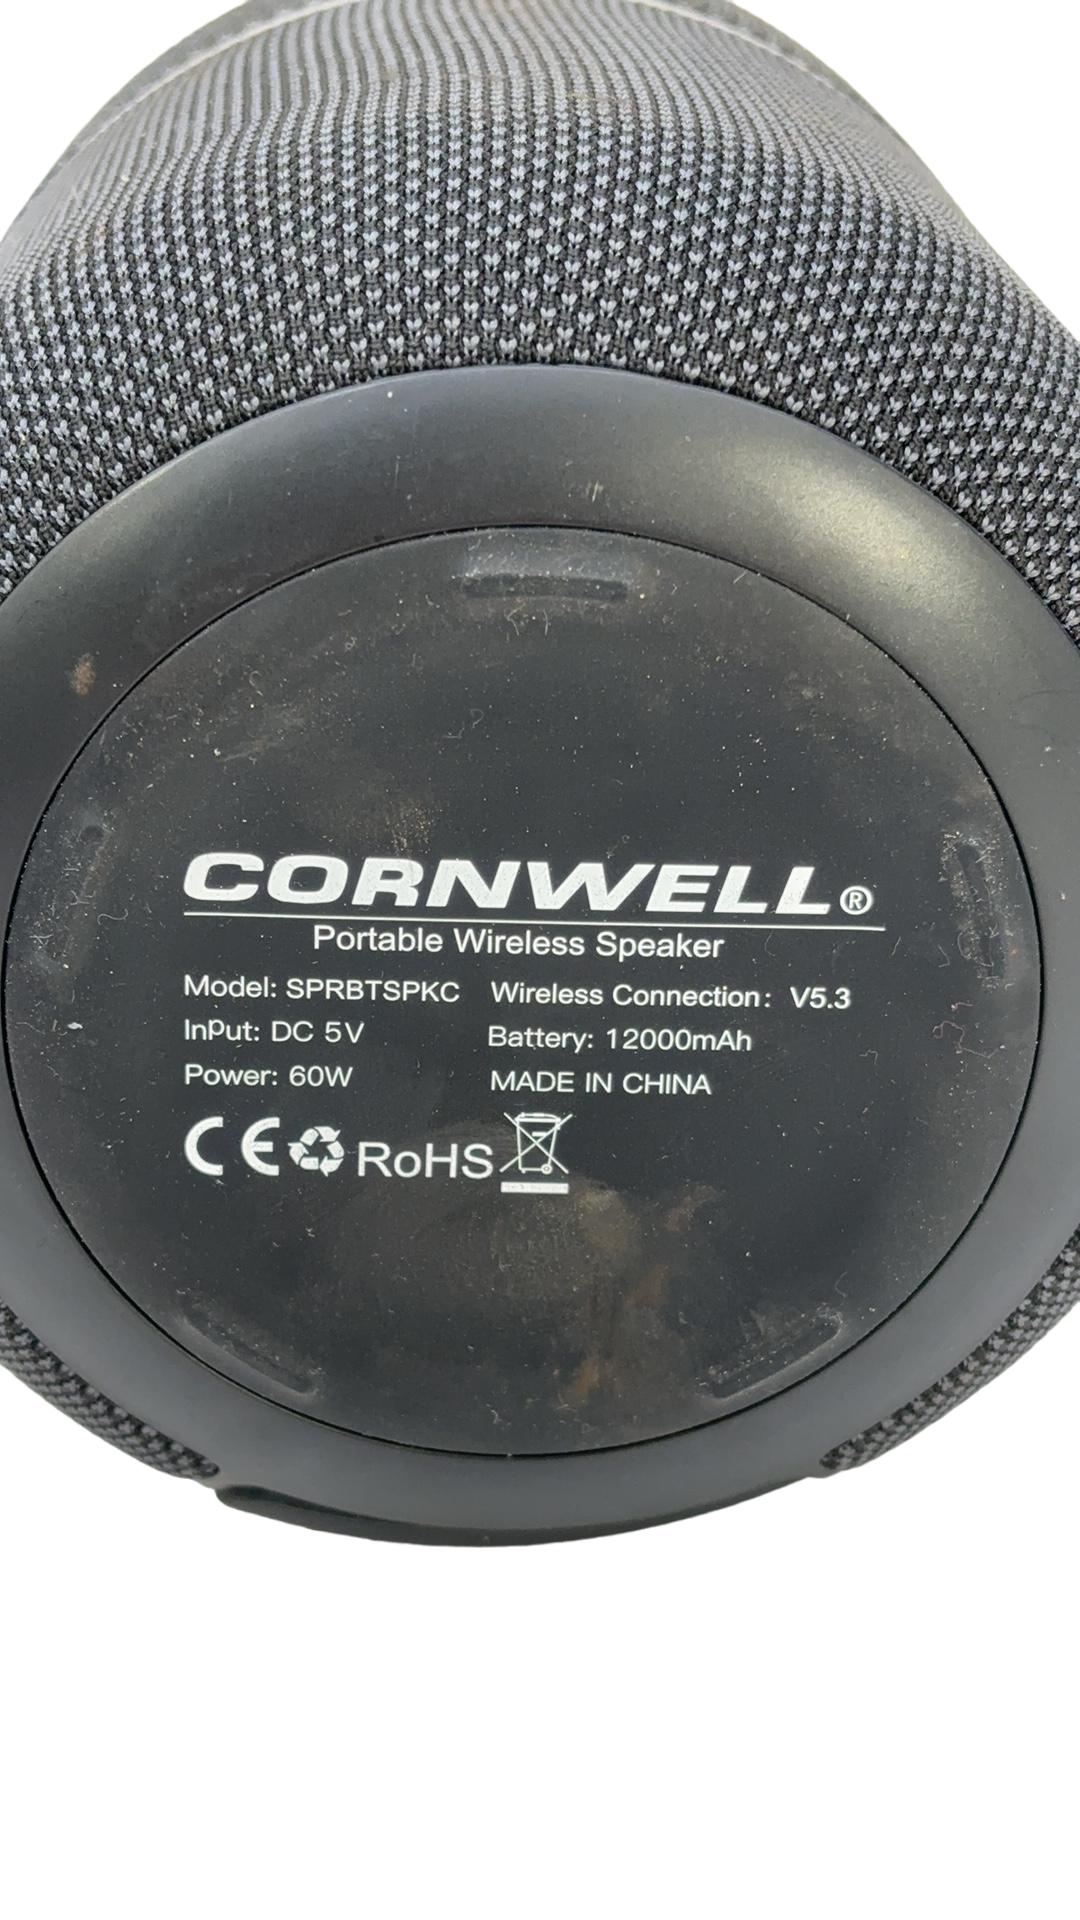 CORNWELL®
Portable Wireless Speaker
Model: SPRBTSPKC Wireless Connection: V5.3
InPut: DC 5V Battery: 12000mAh
Power: 60W MADE IN CHINA
CE RoHS